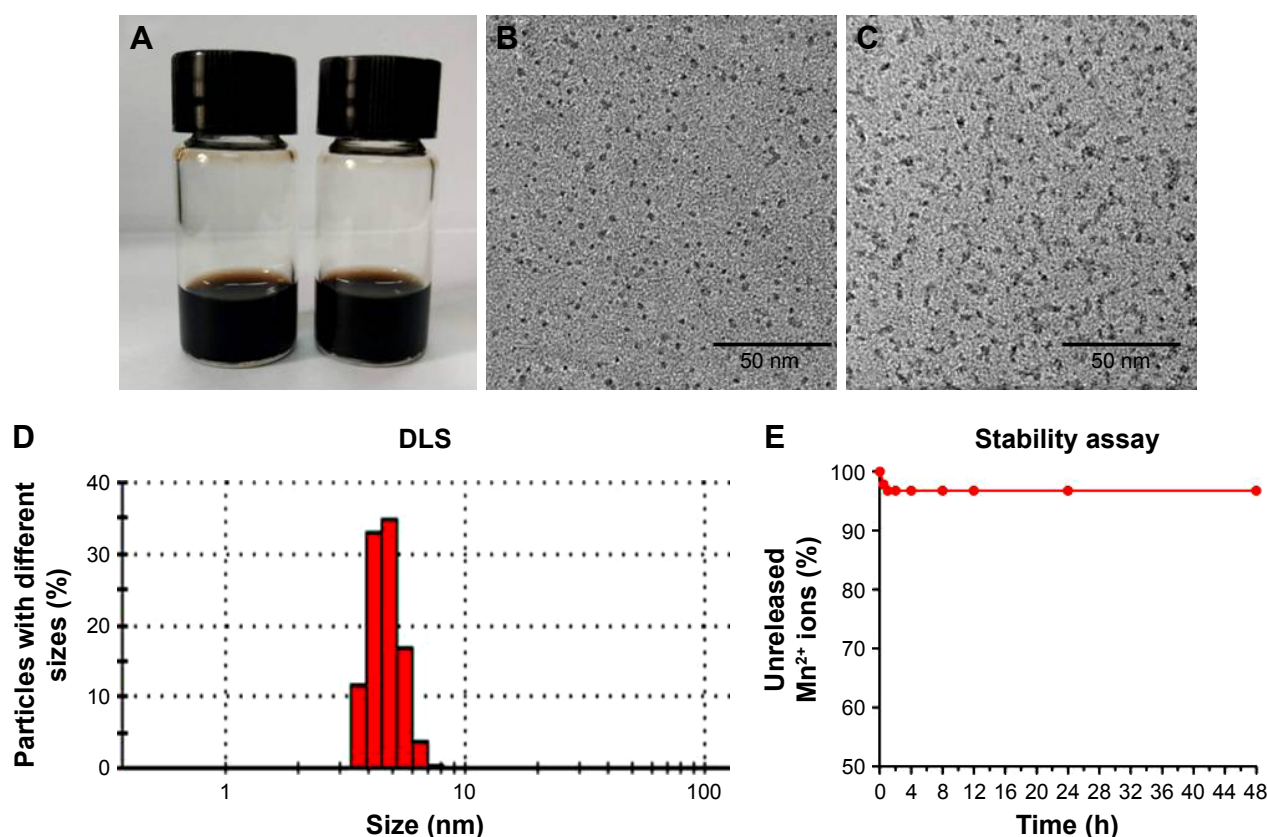 A
B
C
50 nm
50 nm
D
DLS
Particles with different
sizes (%)
40
30
20
10
0
1
10
100
Size (nm)
E
Stability assay
Unreleased
Mn²⁺ ions (%)
100
90
80
70
60
50
0 4 8 12 16 20 24 28 32 36 40 44 48
Time (h)